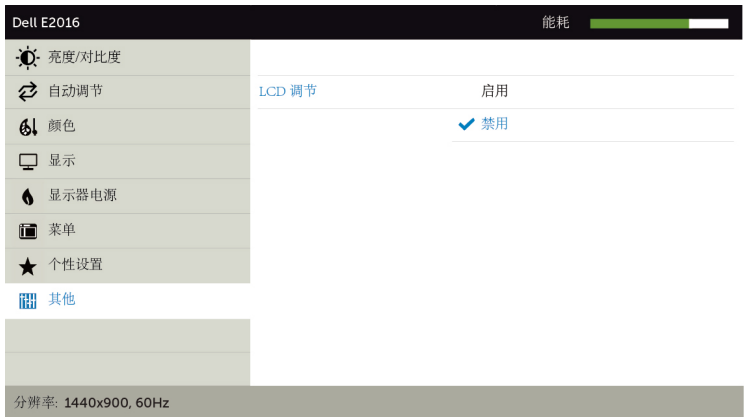 Dell E2016 能耗
亮度/对比度
自动调节
LCD 调节 启用
颜色
禁用
显示
显示器电源
菜单
个性设置
其他
分辨率: 1440x900, 60Hz